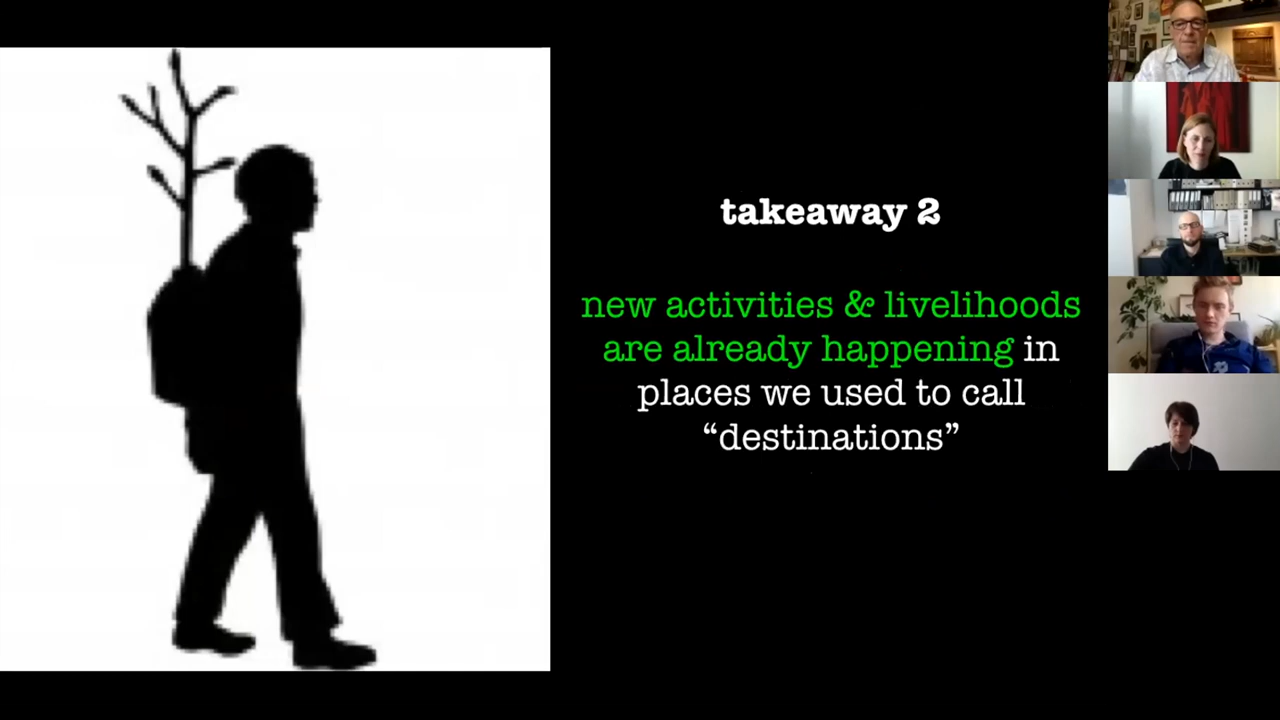 takeaway 2
new activities & livelihoods
are already happening in
places we used to call
“destinations”